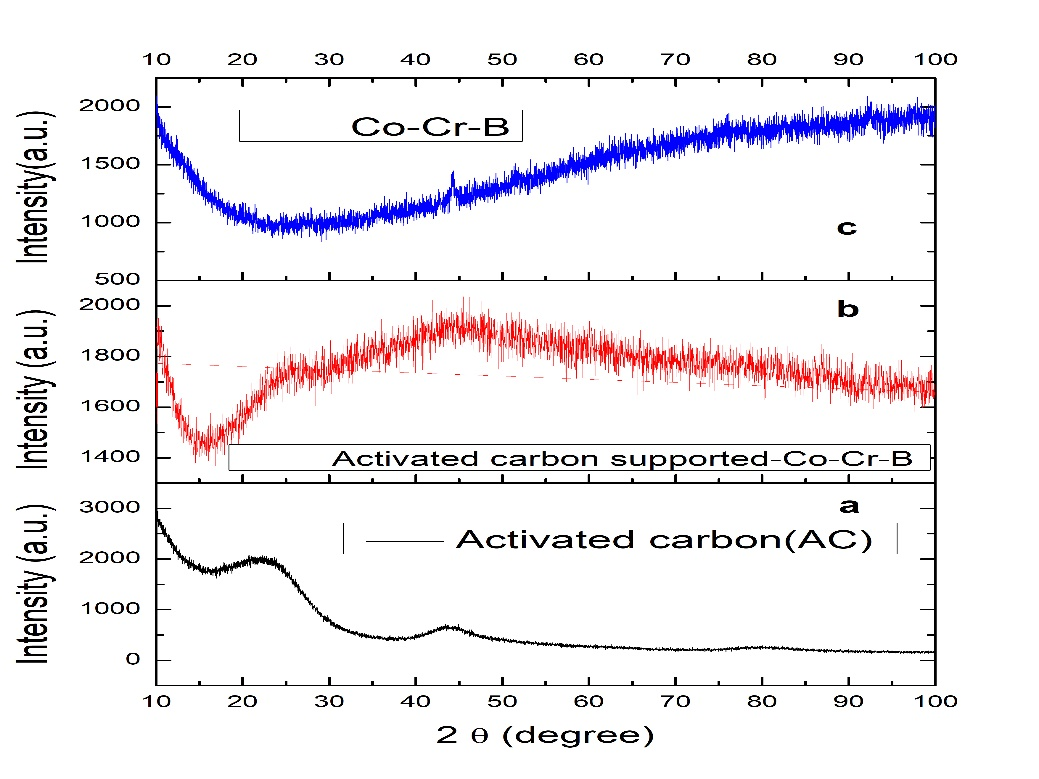 10 20 30 40 50 60 70 80 90 100
2000
1500
1000
500
Intensity(a.u.)
Co-Cr-B
c
2000
1800
1600
1400
Intensity (a.u.)
b
Activated carbon supported-Co-Cr-B
3000
2000
1000
0
Intensity (a.u.)
a
Activated carbon(AC)
10 20 30 40 50 60 70 80 90 100
2 θ (degree)